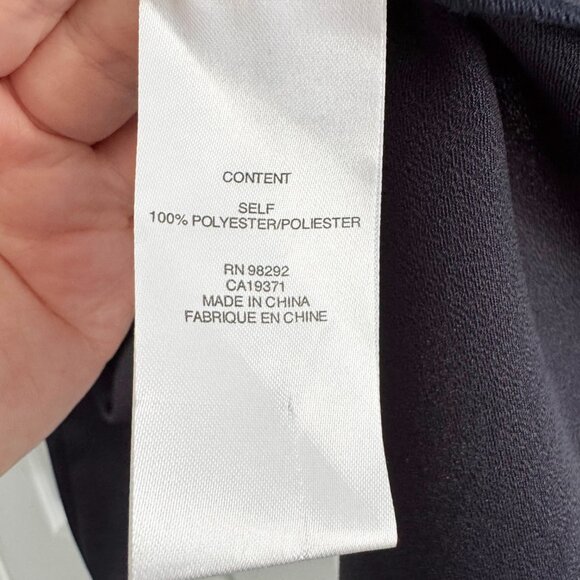 CONTENT
SELF
100% POLYESTER/POLIESTER
RN 98292
CA19371
MADE IN CHINA
FABRIQUE EN CHINE